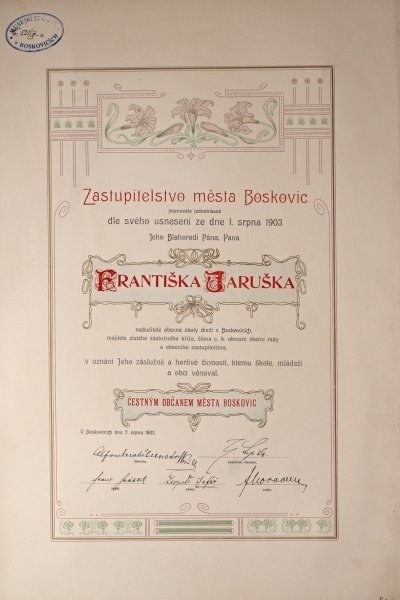 v BOSKOVICÍCH
Zastupitelstvo města Boskovic
jmenovalo jednohlasně
dle svého usnesení ze dne 1. srpna 1903
Jeho Blahorodí Pána, Pana
FRANTIŠKA JARUŠKA
nadučitele obecné školy dívčí v Boskovicích,
majitele zlatého záslužného kříže, člena c. k. okresní školní rady
a obecního zastupitelstva,
v uznání Jeho záslužné a horlivé činnosti, kterou škole, mládeži
a obci věnoval,
ČESTNÝM OBČANEM MĚSTA BOSKOVIC
V Boskovicích dne 7. srpna 1903.